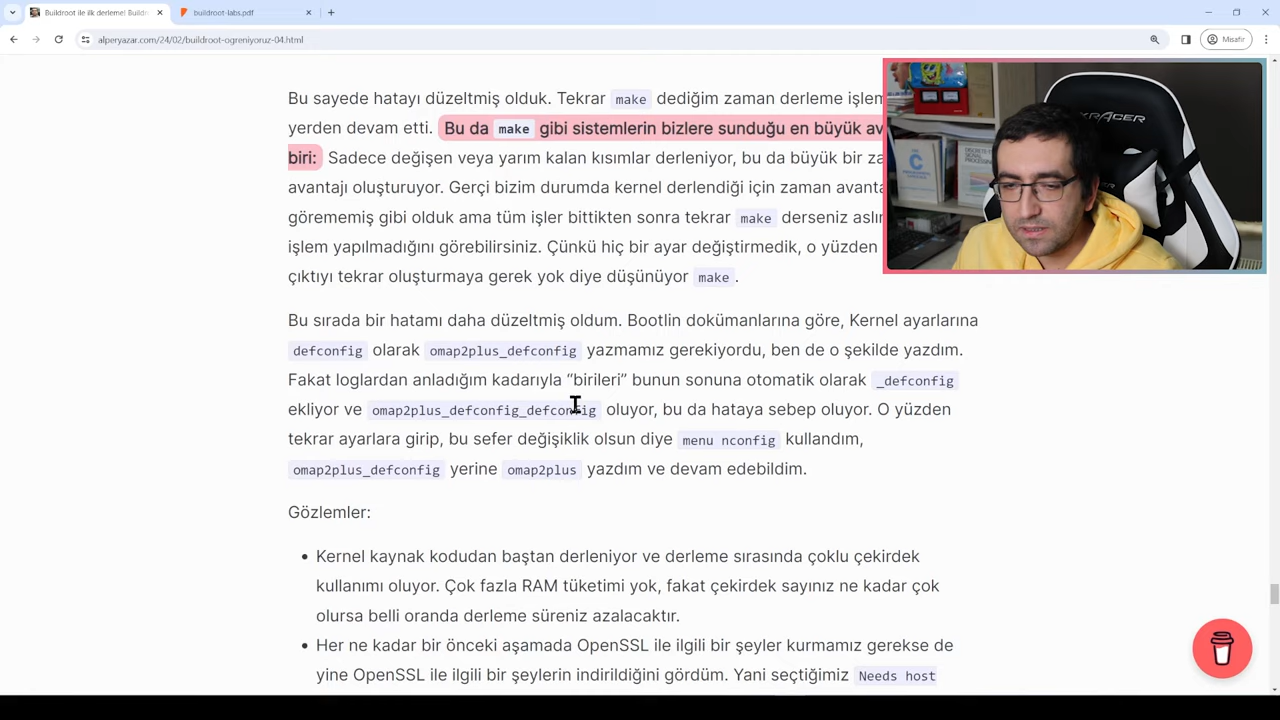 Buildroot ile ilk derleme! Buildro
buildroot-labs.pdf
alperyazar.com/24/02/buildroot-ogreniyoruz-04.html
Misafir
Bu sayede hatayı düzeltmiş olduk. Tekrar make dediğim zaman derleme işlem
yerden devam etti. Bu da make gibi sistemlerin bizlere sunduğu en büyük av
biri: Sadece değişen veya yarım kalan kısımlar derleniyor, bu da büyük bir za
avantajı oluşturuyor. Gerçi bizim durumda kernel derlendiği için zaman avanta
görememiş gibi olduk ama tüm işler bittikten sonra tekrar make derseniz aslın
işlem yapılmadığını görebilirsiniz. Çünkü hiç bir ayar değiştirmedik, o yüzden
çıktıyı tekrar oluşturmaya gerek yok diye düşünüyor make.
Bu sırada bir hatamı daha düzeltmiş oldum. Bootlin dokümanlarına göre, Kernel ayarlarına
defconfig olarak omap2plus_defconfig yazmamız gerekiyordu, ben de o şekilde yazdım.
Fakat loglardan anladığım kadarıyla “birileri” bunun sonuna otomatik olarak _defconfig
ekliyor ve omap2plus_defconfig_defconfig oluyor, bu da hataya sebep oluyor. O yüzden
tekrar ayarlara girip, bu sefer değişiklik olsun diye menu nconfig kullandım,
omap2plus_defconfig yerine omap2plus yazdım ve devam edebildim.
Gözlemler:
• Kernel kaynak kodudan baştan derleniyor ve derleme sırasında çoklu çekirdek
kullanımı oluyor. Çok fazla RAM tüketimi yok, fakat çekirdek sayınız ne kadar çok
olursa belli oranda derleme süreniz azalacaktır.
• Her ne kadar bir önceki aşamada OpenSSL ile ilgili bir şeyler kurmamız gerekse de
yine OpenSSL ile ilgili bir şeylerin indirildiğini gördüm. Yani seçtiğimiz Needs host